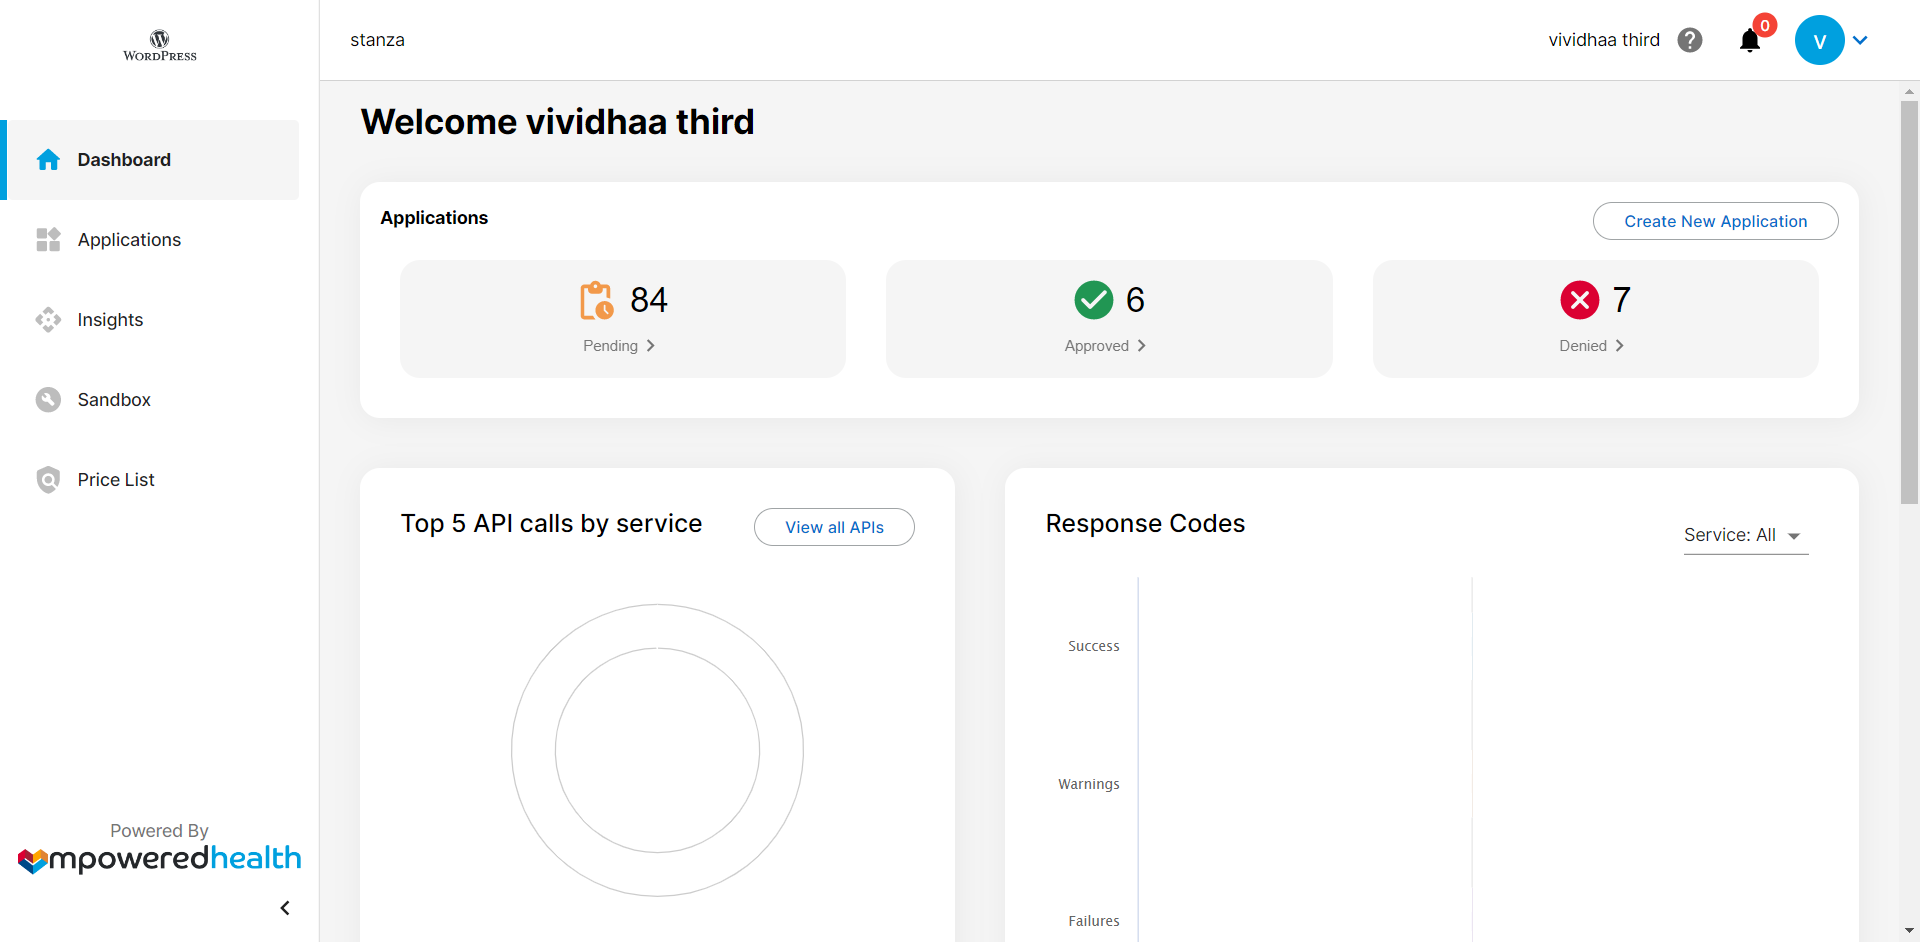 WORDPRESS
stanza
vividhaa third
0
V
Dashboard
Applications
Insights
Sandbox
Price List
Powered By
mpoweredhealth
Welcome vividhaa third
Applications
Create New Application
84
Pending
6
Approved
7
Denied
Top 5 API calls by service
View all APIs
Response Codes
Service: All
Success
Warnings
Failures